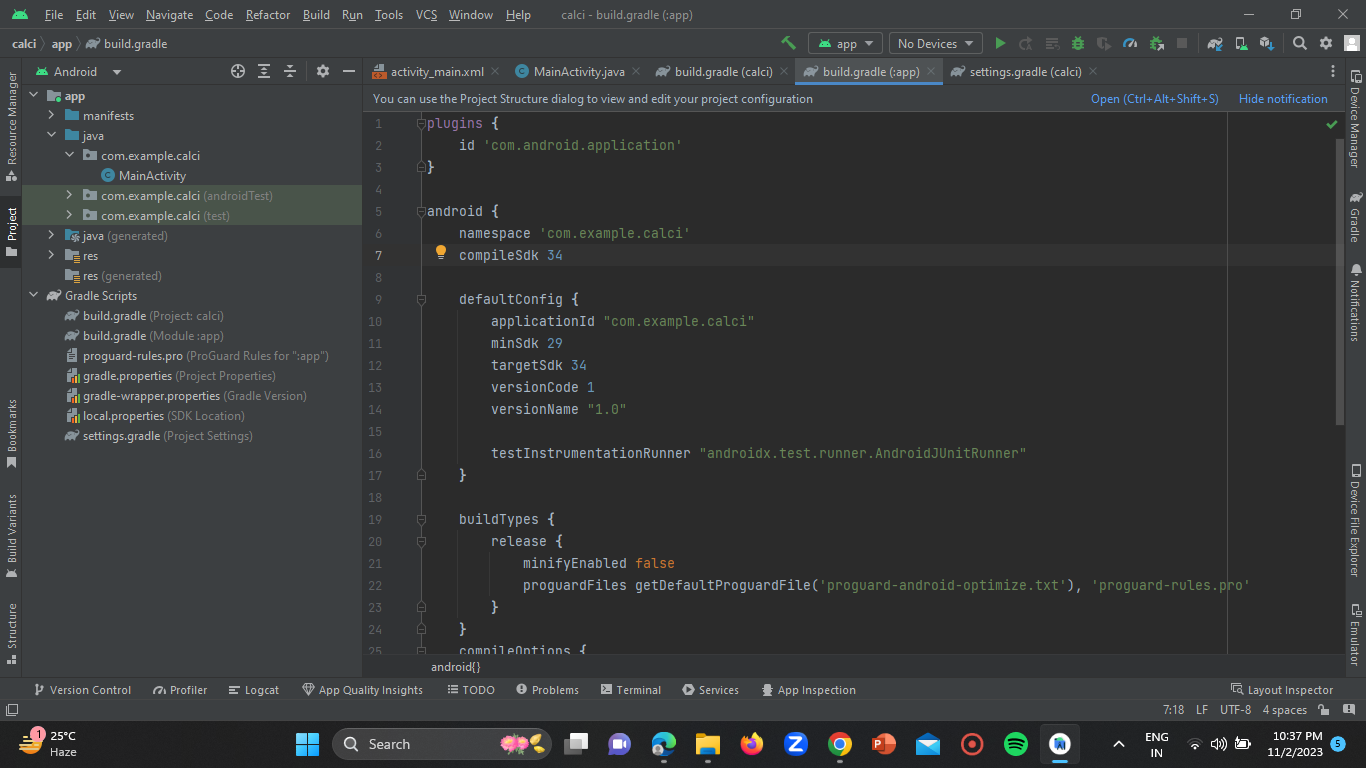 File Edit View Navigate Code Refactor Build Run Tools VCS Window Help calci - build.gradle (:app)
calci app build.gradle
app No Devices
Resource Manager
Project
Bookmarks
Build Variants
Structure
Android
app
manifests
java
com.example.calci
MainActivity
com.example.calci (androidTest)
com.example.calci (test)
java (generated)
res
res (generated)
Gradle Scripts
build.gradle (Project: calci)
build.gradle (Module :app)
proguard-rules.pro (ProGuard Rules for ":app")
gradle.properties (Project Properties)
gradle-wrapper.properties (Gradle Version)
local.properties (SDK Location)
settings.gradle (Project Settings)
activity_main.xml MainActivity.java build.gradle (calci) build.gradle (:app) settings.gradle (calci)
You can use the Project Structure dialog to view and edit your project configuration Open (Ctrl+Alt+Shift+S) Hide notification
1 plugins {
2 id 'com.android.application'
3 }
4
5 android {
6 namespace 'com.example.calci'
7 compileSdk 34
8
9 defaultConfig {
10 applicationId "com.example.calci"
11 minSdk 29
12 targetSdk 34
13 versionCode 1
14 versionName "1.0"
15
16 testInstrumentationRunner "androidx.test.runner.AndroidJUnitRunner"
17 }
18
19 buildTypes {
20 release {
21 minifyEnabled false
22 proguardFiles getDefaultProguardFile('proguard-android-optimize.txt'), 'proguard-rules.pro'
23 }
24 }
25 compileOptions {
android{}
Device Manager
Gradle
Notifications
Device File Explorer
Emulator
Version Control Profiler Logcat App Quality Insights TODO Problems Terminal Services App Inspection Layout Inspector
7:18 LF UTF-8 4 spaces
1
25°C
Haze
Search
ENG
IN
10:37 PM
11/2/2023
5